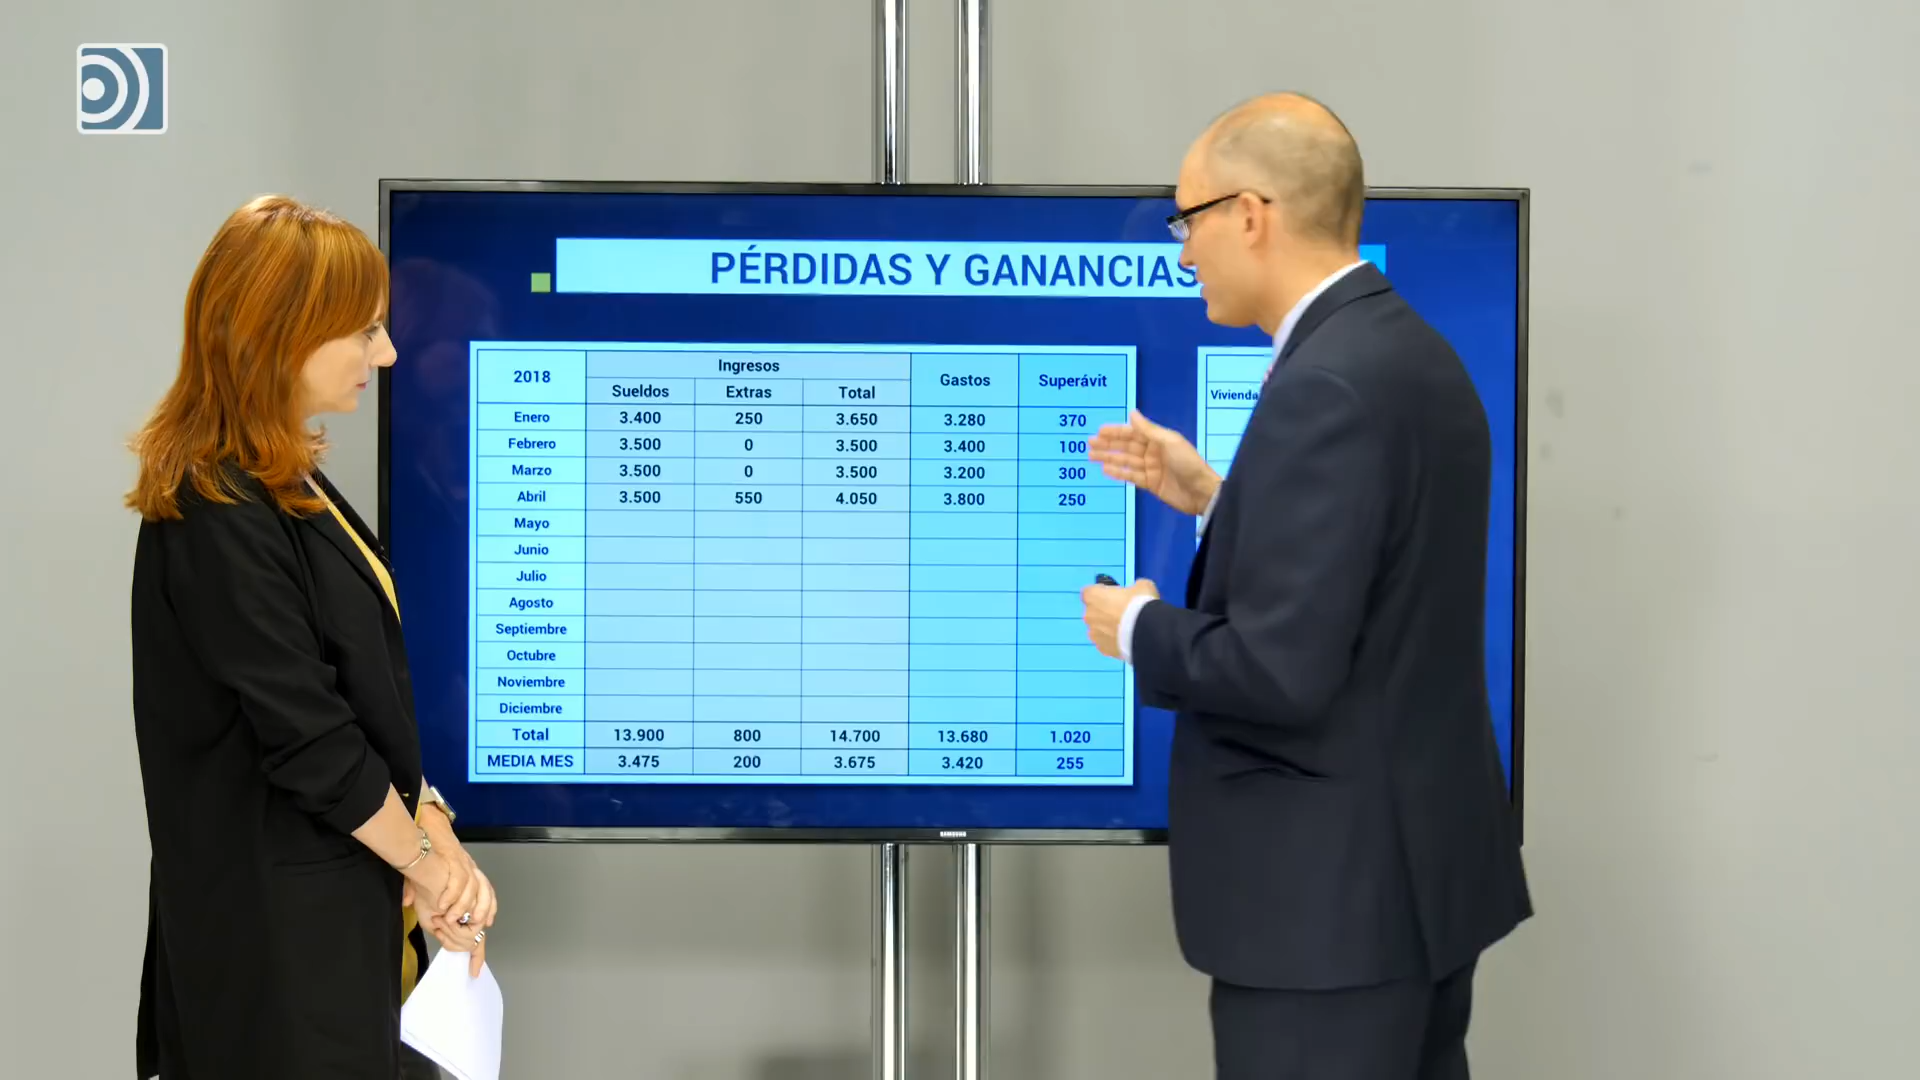 PÉRDIDAS Y GANANCIAS
2018 Ingresos Gastos Superávit
Sueldos Extras Total
Enero 3.400 250 3.650 3.280 370
Febrero 3.500 0 3.500 3.400 100
Marzo 3.500 0 3.500 3.200 300
Abril 3.500 550 4.050 3.800 250
Mayo
Junio
Julio
Agosto
Septiembre
Octubre
Noviembre
Diciembre
Total 13.900 800 14.700 13.680 1.020
MEDIA MES 3.475 200 3.675 3.420 255
Vivienda
SAMSUNG